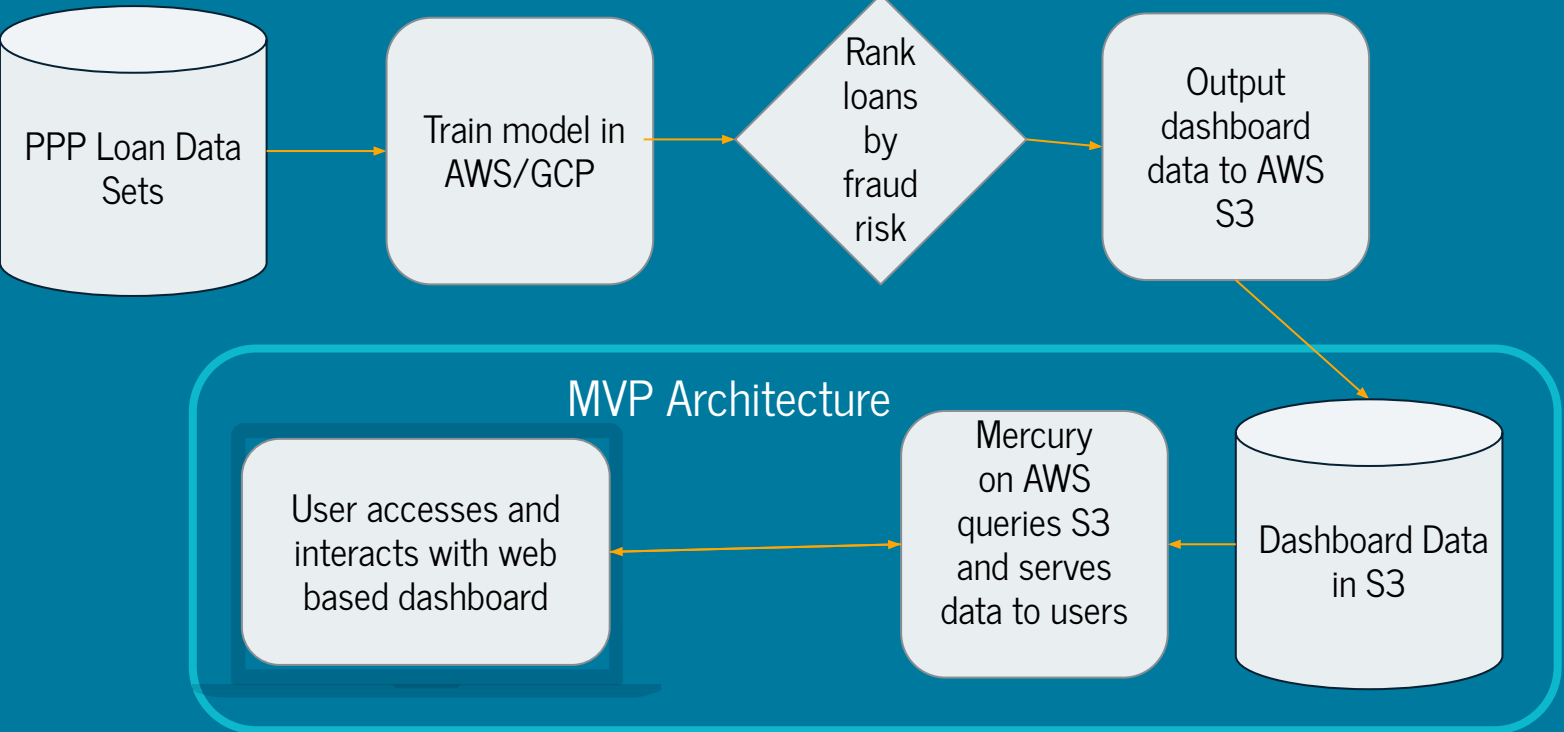 PPP Loan Data
Sets
Train model in
AWS/GCP
Rank
loans
by
fraud
risk
Output
dashboard
data to AWS
S3
MVP Architecture
User accesses and
interacts with web
based dashboard
Mercury
on AWS
queries S3
and serves
data to users
Dashboard Data
in S3